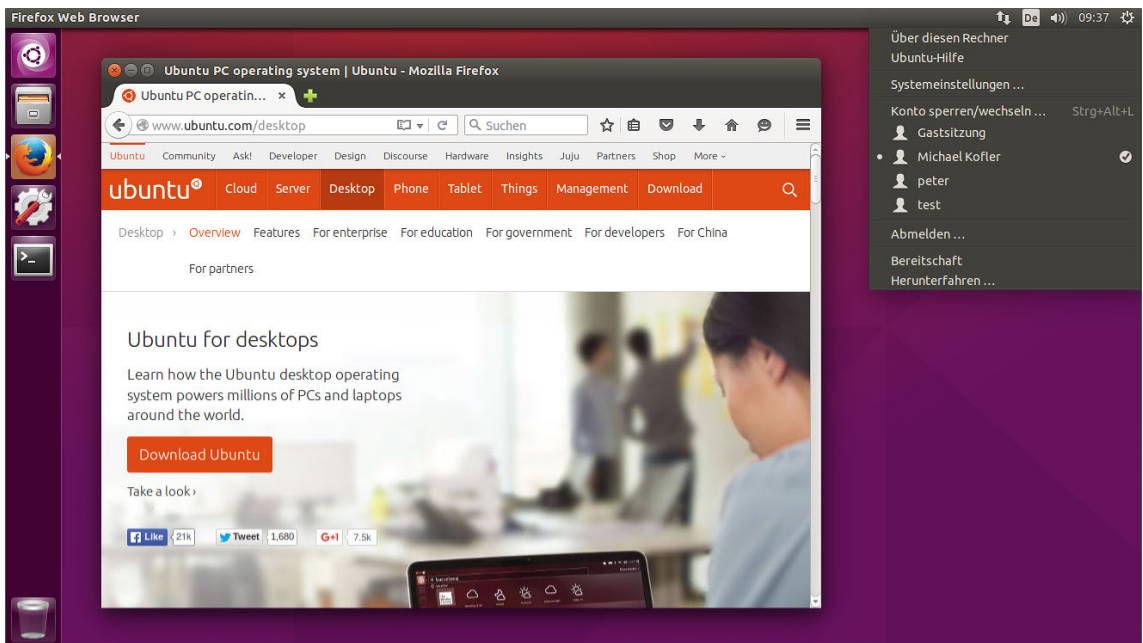 Firefox Web Browser
De
09:37
Ubuntu PC operating system | Ubuntu - Mozilla Firefox
Ubuntu PC operatin...
www.ubuntu.com/desktop
Suchen
Ubuntu Community Ask! Developer Design Discourse Hardware Insights Juju Partners Shop More
ubuntu Cloud Server Desktop Phone Tablet Things Management Download
Desktop › Overview Features For enterprise For education For government For developers For China
For partners
Ubuntu for desktops
Learn how the Ubuntu desktop operating
system powers millions of PCs and laptops
around the world.
Download Ubuntu
Take a look ›
Like 21k Tweet 1,680 G+1 7.5k
barcelona
Über diesen Rechner
Ubuntu-Hilfe
Systemeinstellungen …
Konto sperren/wechseln … Strg+Alt+L
Gastsitzung
Michael Kofler
peter
test
Abmelden …
Bereitschaft
Herunterfahren …